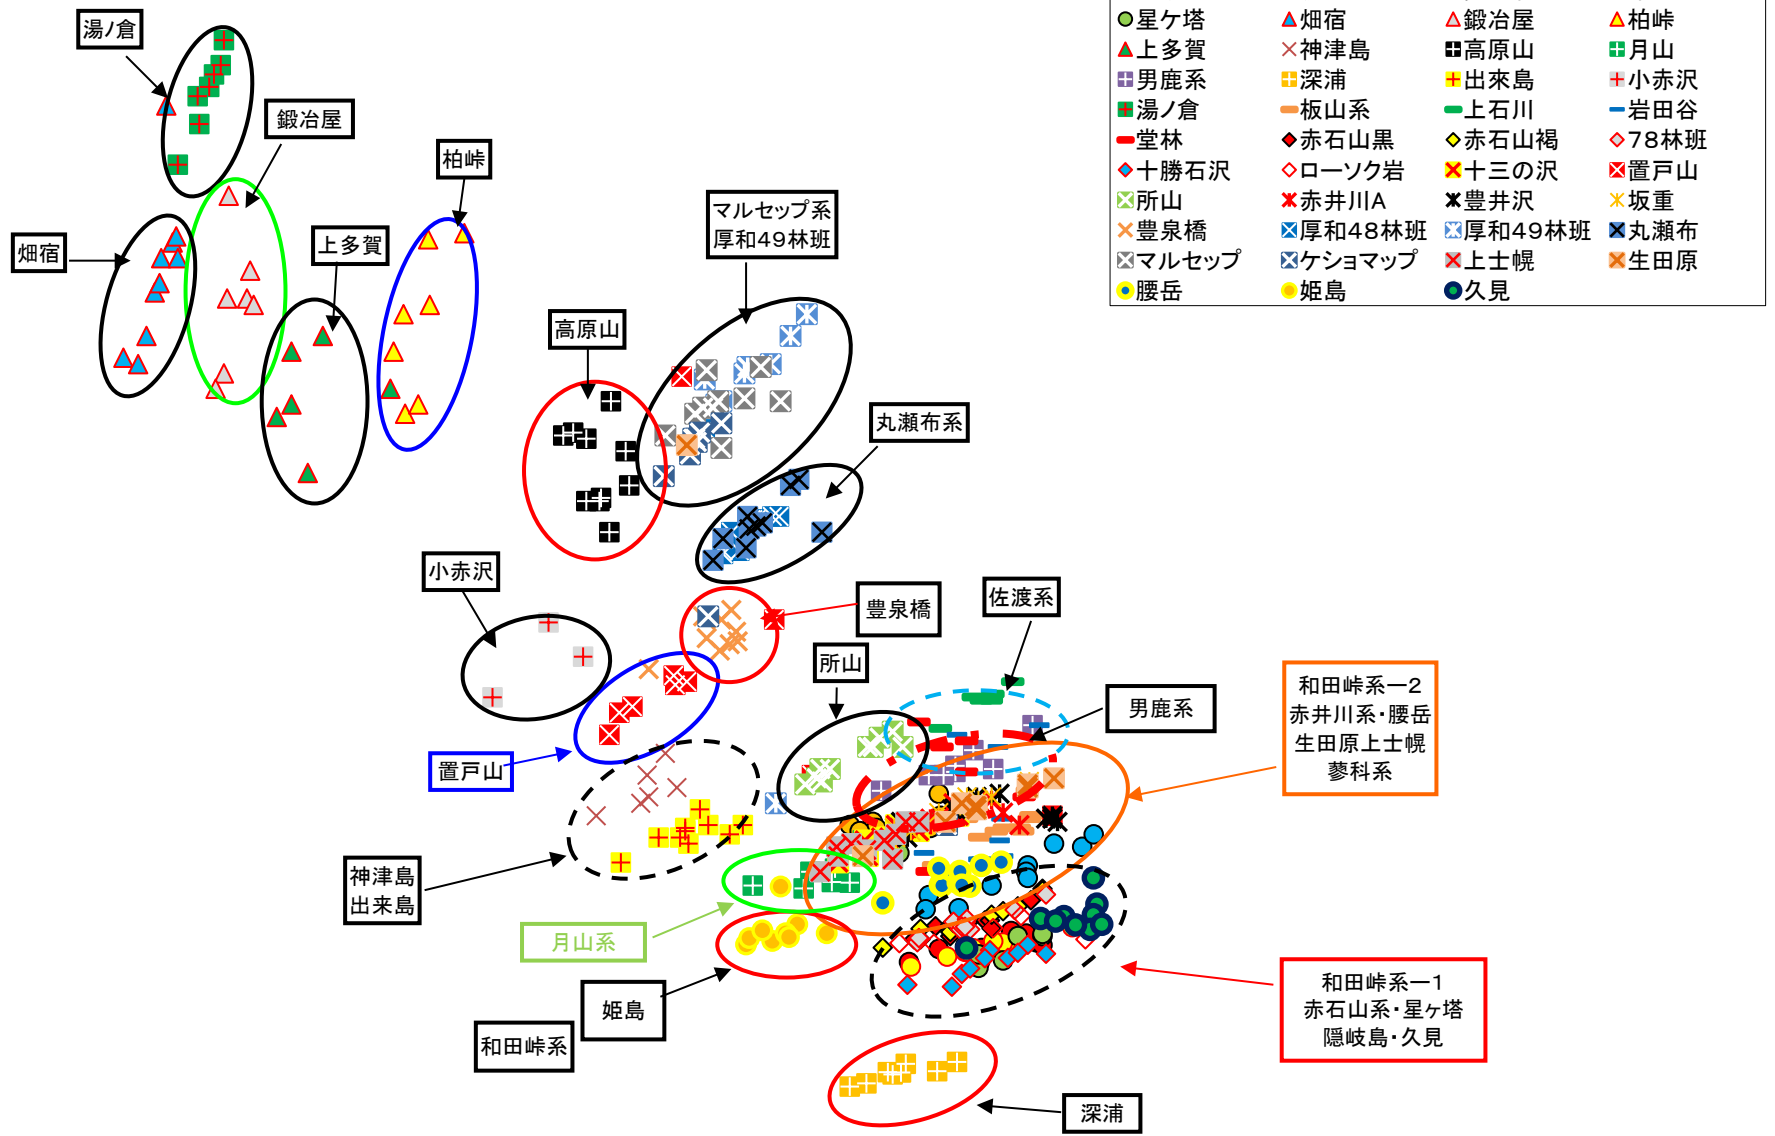 星ケ塔 畑宿 鍛冶屋 柏峠
上多賀 神津島 高原山 月山
男鹿系 深浦 出来島 小赤沢
湯ノ倉 板山系 上石川 岩田谷
堂林 赤石山黒 赤石山褐 78林班
十勝石沢 ローソク岩 十三の沢 置戸山
所山 赤井川A 豊井沢 坂重
豊泉橋 厚和48林班 厚和49林班 丸瀬布
マルセップ ケショマップ 上士幌 生田原
腰岳 姫島 久見
湯ノ倉
鍛冶屋
柏峠
畑宿
上多賀
マルセップ系
厚和49林班
高原山
丸瀬布系
小赤沢
豊泉橋
佐渡系
所山
男鹿系
和田峠系ー2
赤井川系・腰岳
生田原上士幌
蓼科系
置戸山
神津島
出来島
月山系
姫島
和田峠系
和田峠系ー1
赤石山系・星ヶ塔
隠岐島・久見
深浦